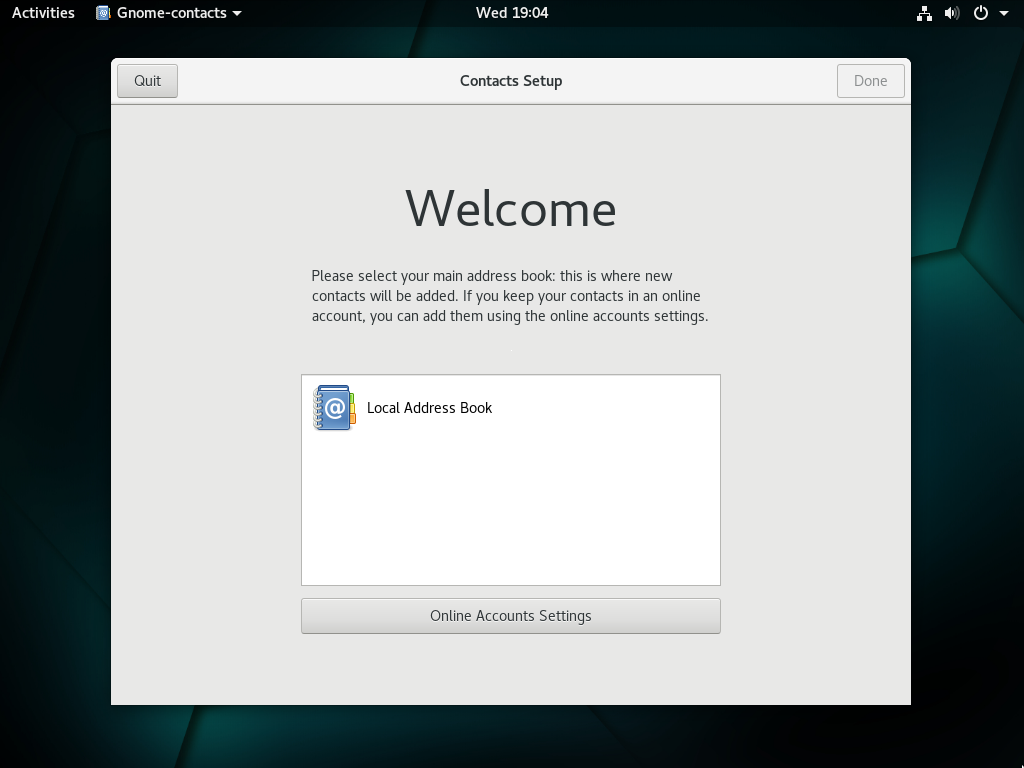 Activities Gnome-contacts Wed 19:04
Quit Contacts Setup Done
Welcome
Please select your main address book: this is where new
contacts will be added. If you keep your contacts in an online
account, you can add them using the online accounts settings.
@ Local Address Book
Online Accounts Settings